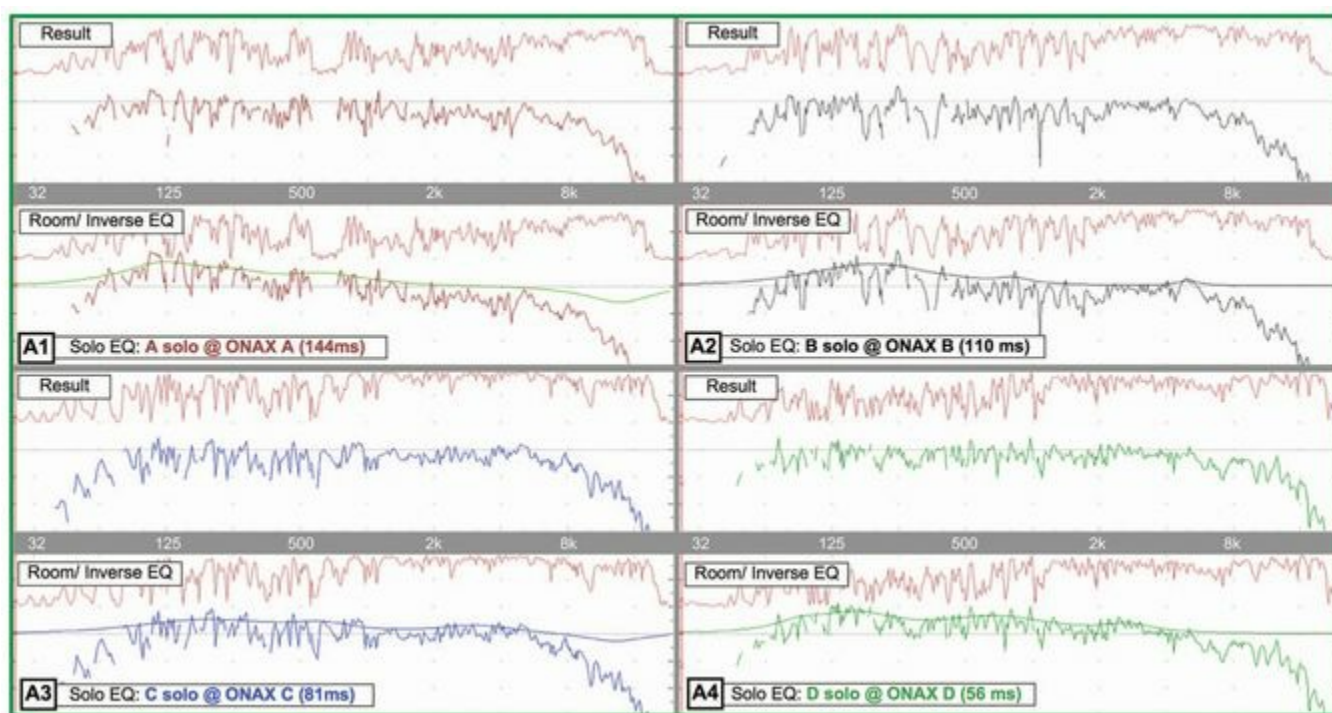 Result
Result
32 125 500 2k 8k
32 125 500 2k 8k
Room/ Inverse EQ
Room/ Inverse EQ
A1 Solo EQ: A solo @ ONAX A (144ms)
A2 Solo EQ: B solo @ ONAX B (110 ms)
Result
Result
32 125 500 2k 8k
32 125 500 2k 8k
Room/ Inverse EQ
Room/ Inverse EQ
A3 Solo EQ: C solo @ ONAX C (81ms)
A4 Solo EQ: D solo @ ONAX D (56 ms)